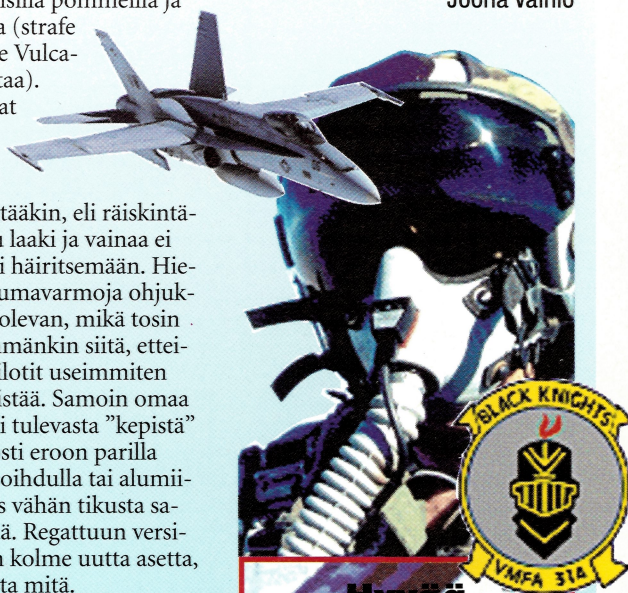 Joona Vainio
pommeilla ja
a (strafe
e Vulca-
taa).
at
tääkin, eli räiskintä-
u laaki ja vainaa ei
i häiritsemään. Hie-
umavarmoja ohjuk-
olevan, mikä tosin
mänkin siitä, ettei-
ilotit useimmiten
istää. Samoin omaa
i tulevasta ”kepistä”
sti eroon parilla
oihdulla tai alumii-
s vähän tikusta sa-
ä. Regattuun versi-
n kolme uutta asetta,
ta mitä.
BLACK KNIGHTS
VMFA 314